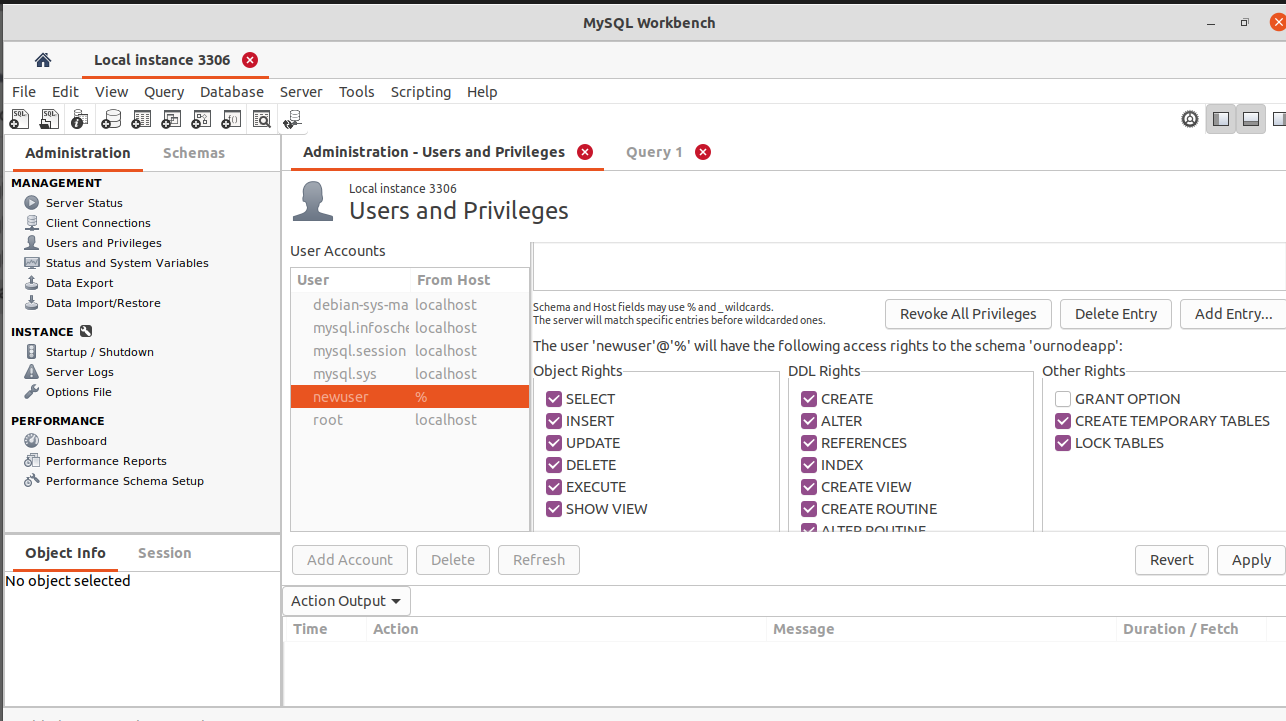 MySQL Workbench
Local instance 3306
File Edit View Query Database Server Tools Scripting Help
Administration Schemas
MANAGEMENT
Server Status
Client Connections
Users and Privileges
Status and System Variables
Data Export
Data Import/Restore
INSTANCE
Startup / Shutdown
Server Logs
Options File
PERFORMANCE
Dashboard
Performance Reports
Performance Schema Setup
Object Info Session
No object selected
Administration - Users and Privileges Query 1
Local instance 3306
Users and Privileges
User Accounts
User From Host
debian-sys-ma localhost
mysql.infosche localhost
mysql.session localhost
mysql.sys localhost
newuser %
root localhost
Schema and Host fields may use % and _ wildcards.
The server will match specific entries before wildcarded ones.
Revoke All Privileges Delete Entry Add Entry...
The user 'newuser'@'%' will have the following access rights to the schema 'ournodeapp':
Object Rights
SELECT
INSERT
UPDATE
DELETE
EXECUTE
SHOW VIEW
DDL Rights
CREATE
ALTER
REFERENCES
INDEX
CREATE VIEW
CREATE ROUTINE
ALTER ROUTINE
Other Rights
GRANT OPTION
CREATE TEMPORARY TABLES
LOCK TABLES
Add Account Delete Refresh Revert Apply
Action Output
Time Action Message Duration / Fetch